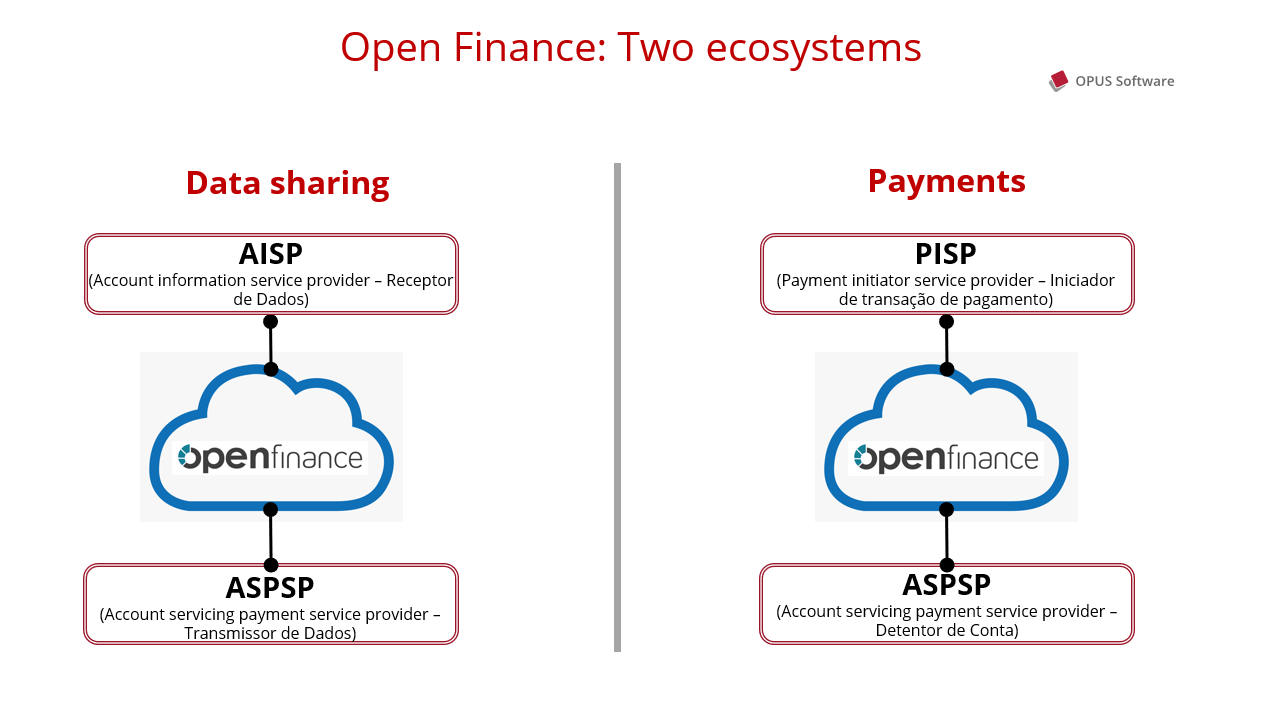 Open Finance: Two ecosystems
OPUS Software
Data sharing
AISP
(Account information service provider – Receptor
de Dados)
openfinance
ASPSP
(Account servicing payment service provider –
Transmissor de Dados)
Payments
PISP
(Payment initiator service provider – Iniciador
de transação de pagamento)
openfinance
ASPSP
(Account servicing payment service provider –
Detentor de Conta)